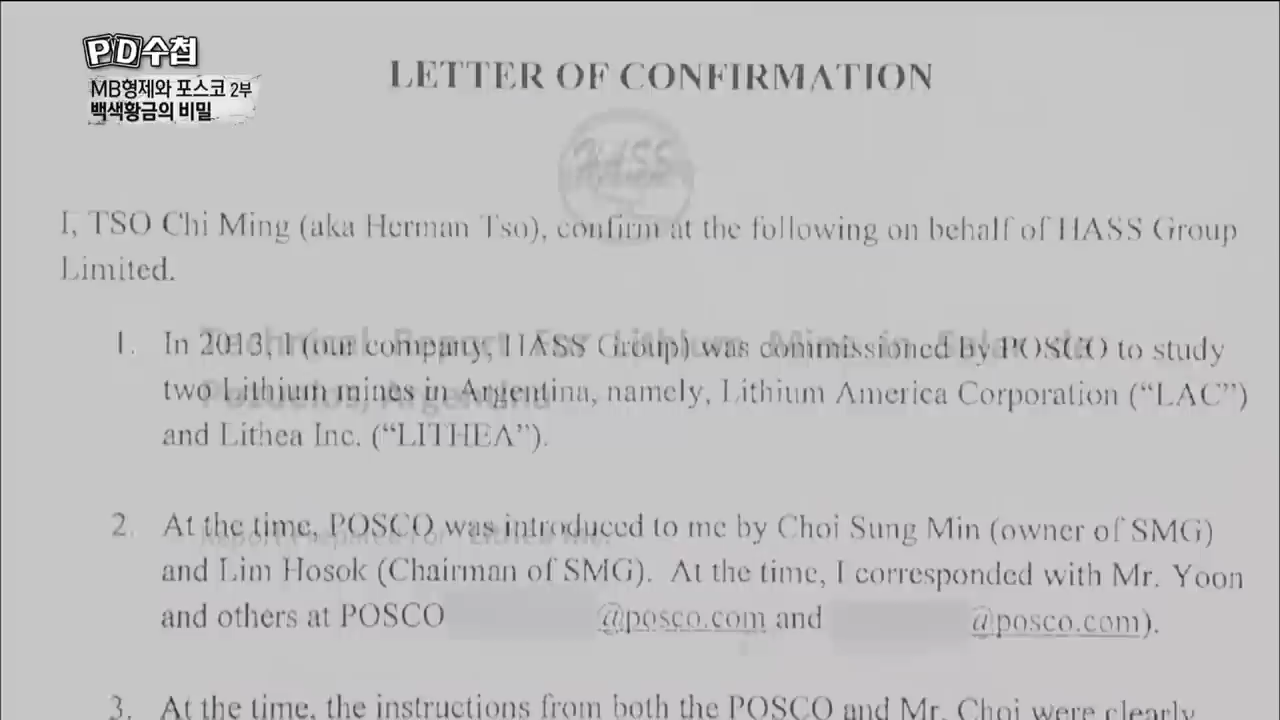 PD수첩
MB형제와 포스코 2부
백색황금의 비밀
LETTER OF CONFIRMATION
HASS
I, TSO Chi Ming (aka Herman Tso), confirm at the following on behalf of HASS Group
Limited.
1. In 2013, I (our company, HASS Group) was commissioned by POSCO to study
two Lithium mines in Argentina, namely, Lithium America Corporation (“LAC”)
and Lithea Inc. (“LITHEA”).
2. At the time, POSCO was introduced to me by Choi Sung Min (owner of SMG)
and Lim Hosok (Chairman of SMG). At the time, I corresponded with Mr. Yoon
and others at POSCO @posco.com and @posco.com).
3. At the time, the instructions from both the POSCO and Mr. Choi were clearly